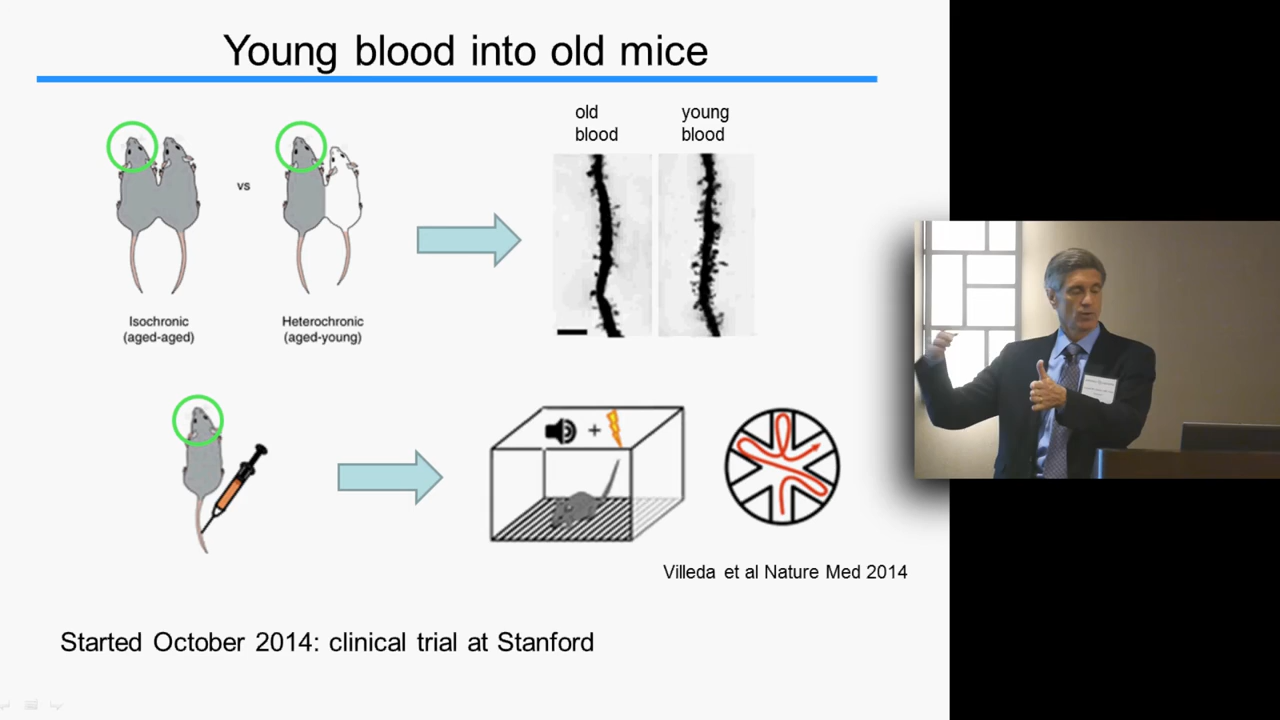 Young blood into old mice
old
blood
young
blood
vs
Isochronic
(aged-aged)
Heterochronic
(aged-young)
+
Villeda et al Nature Med 2014
Started October 2014: clinical trial at Stanford